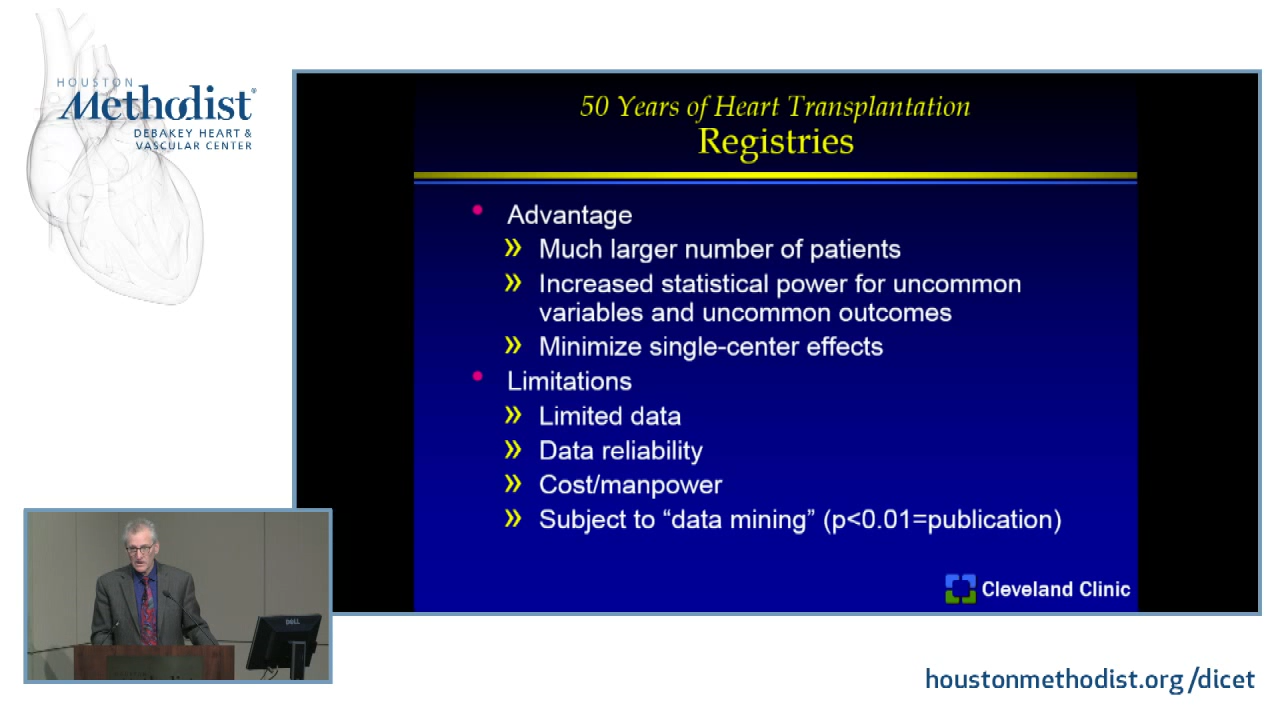 HOUSTON
Methodist®
DEBAKEY HEART &
VASCULAR CENTER
50 Years of Heart Transplantation
Registries
• Advantage
» Much larger number of patients
» Increased statistical power for uncommon
variables and uncommon outcomes
» Minimize single-center effects
• Limitations
» Limited data
» Data reliability
» Cost/manpower
» Subject to “data mining” (p<0.01=publication)
Cleveland Clinic
DELL
houstonmethodist.org/dicet